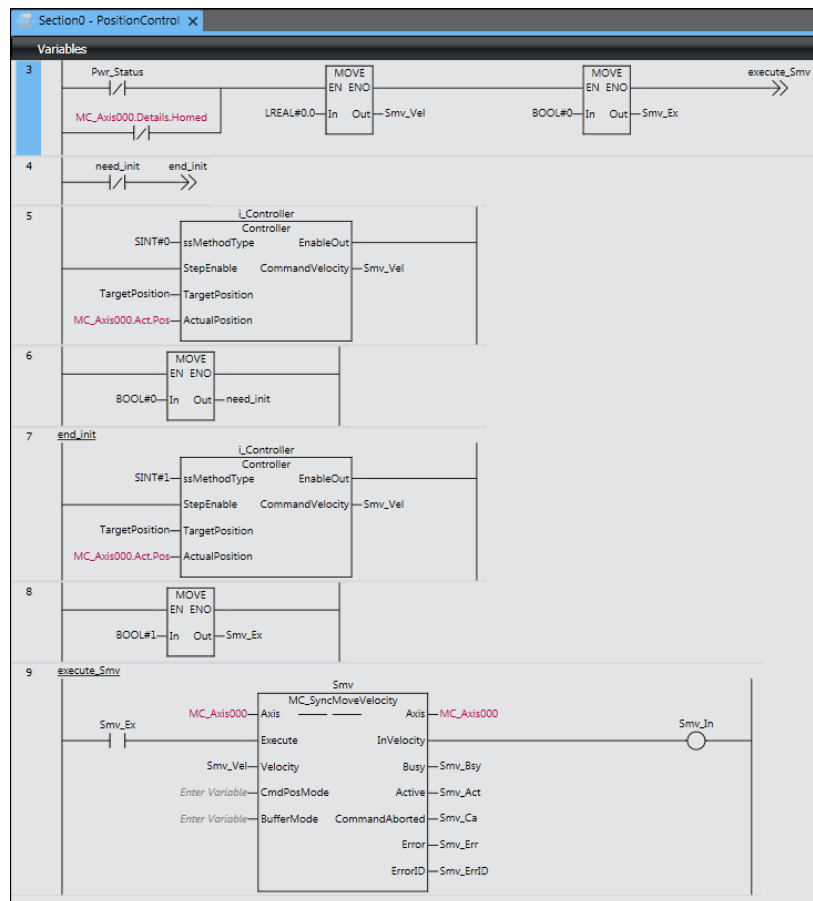 Section0 - PositionControl
Variables
3
Pwr_Status
MC_Axis000.Details.Homed
MOVE
EN ENO
LREAL#0.0 In Out Smv_Vel
MOVE
EN ENO
BOOL#0 In Out Smv_Ex
execute_Smv
4
need_init end_init
5
i_Controller
Controller
SINT#0 ssMethodType EnableOut
StepEnable CommandVelocity Smv_Vel
TargetPosition TargetPosition
MC_Axis000.Act.Pos ActualPosition
6
MOVE
EN ENO
BOOL#0 In Out need_init
7
end_init
i_Controller
Controller
SINT#1 ssMethodType EnableOut
StepEnable CommandVelocity Smv_Vel
TargetPosition TargetPosition
MC_Axis000.Act.Pos ActualPosition
8
MOVE
EN ENO
BOOL#1 In Out Smv_Ex
9
execute_Smv
Smv
MC_SyncMoveVelocity
MC_Axis000 Axis Axis MC_Axis000
Smv_Ex Execute InVelocity Smv_In
Smv_Vel Velocity Busy Smv_Bsy
Enter Variable CmdPosMode Active Smv_Act
Enter Variable BufferMode CommandAborted Smv_Ca
Error Smv_Err
ErrorID Smv_ErrID